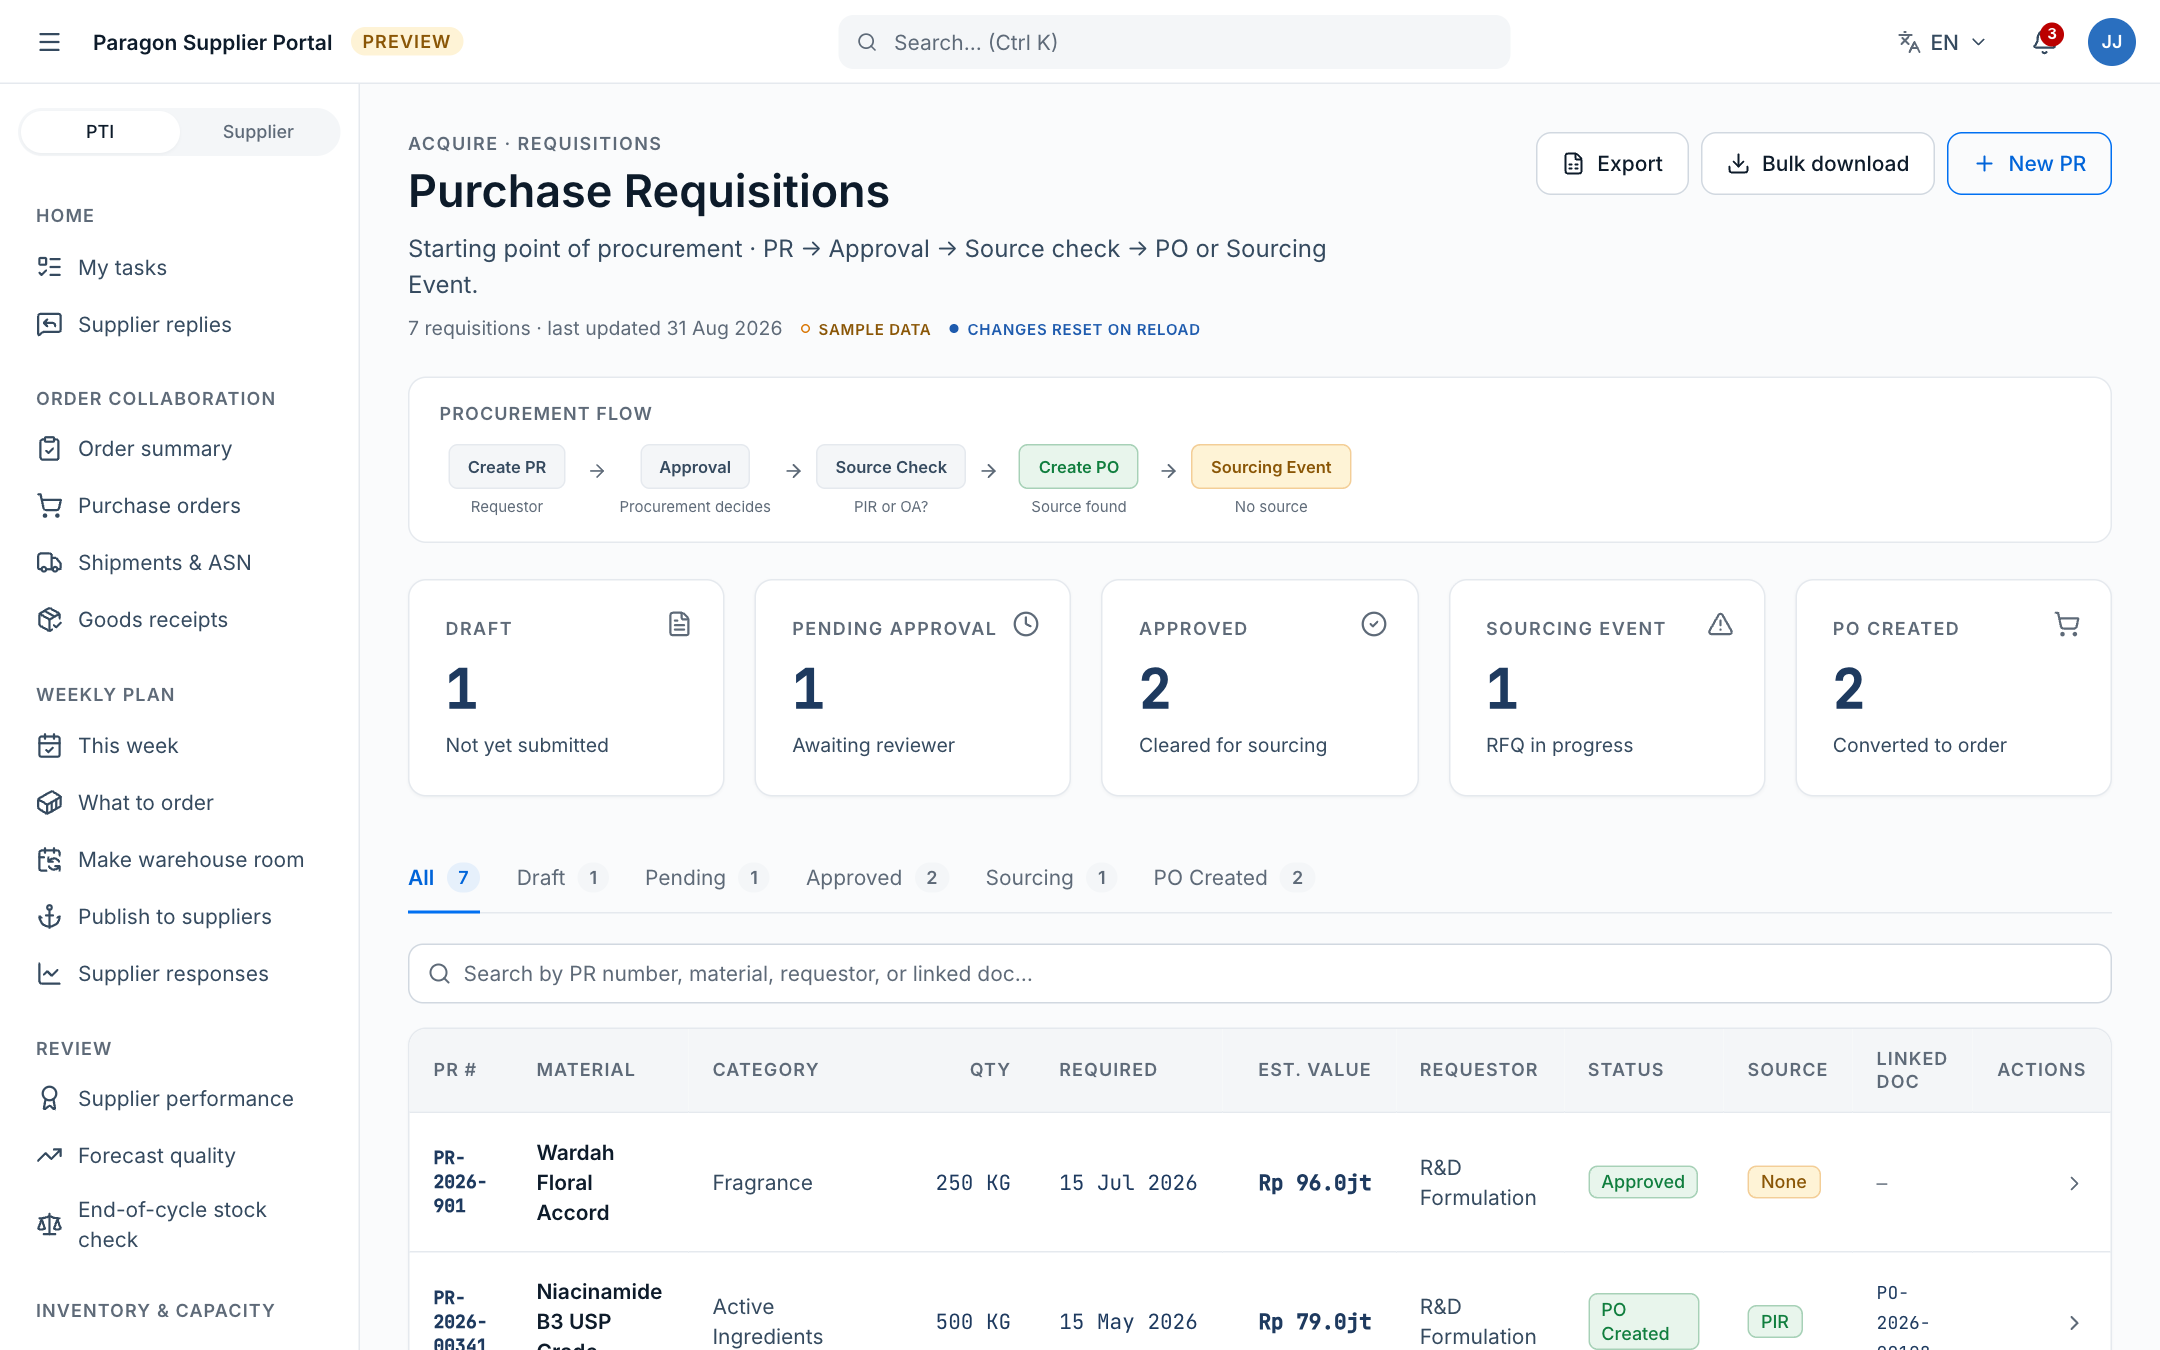 Paragon Supplier Portal
PREVIEW
Search... (Ctrl K)
EN
3
JJ
PTI
Supplier
HOME
My tasks
Supplier replies
ORDER COLLABORATION
Order summary
Purchase orders
Shipments & ASN
Goods receipts
WEEKLY PLAN
This week
What to order
Make warehouse room
Publish to suppliers
Supplier responses
REVIEW
Supplier performance
Forecast quality
End-of-cycle stock
check
INVENTORY & CAPACITY
ACQUIRE · REQUISITIONS
Purchase Requisitions
Starting point of procurement · PR → Approval → Source check → PO or Sourcing
Event.
7 requisitions · last updated 31 Aug 2026
SAMPLE DATA
CHANGES RESET ON RELOAD
Export
Bulk download
+ New PR
PROCUREMENT FLOW
Create PR → Approval → Source Check → Create PO → Sourcing Event
Requestor
Procurement decides
PIR or OA?
Source found
No source
DRAFT
1
Not yet submitted
PENDING APPROVAL
1
Awaiting reviewer
APPROVED
2
Cleared for sourcing
SOURCING EVENT
1
RFQ in progress
PO CREATED
2
Converted to order
All 7
Draft 1
Pending 1
Approved 2
Sourcing 1
PO Created 2
Search by PR number, material, requestor, or linked doc...
PR #
MATERIAL
CATEGORY
QTY
REQUIRED
EST. VALUE
REQUESTOR
STATUS
SOURCE
LINKED
DOC
ACTIONS
PR-
2026-
901
Wardah
Floral
Accord
Fragrance
250 KG
15 Jul 2026
Rp 96.0jt
R&D
Formulation
Approved
None
—
PR-
2026-
00341
Niacinamide
B3 USP
Grade
Active
Ingredients
500 KG
15 May 2026
Rp 79.0jt
R&D
Formulation
PO
Created
PIR
PO-
2026-